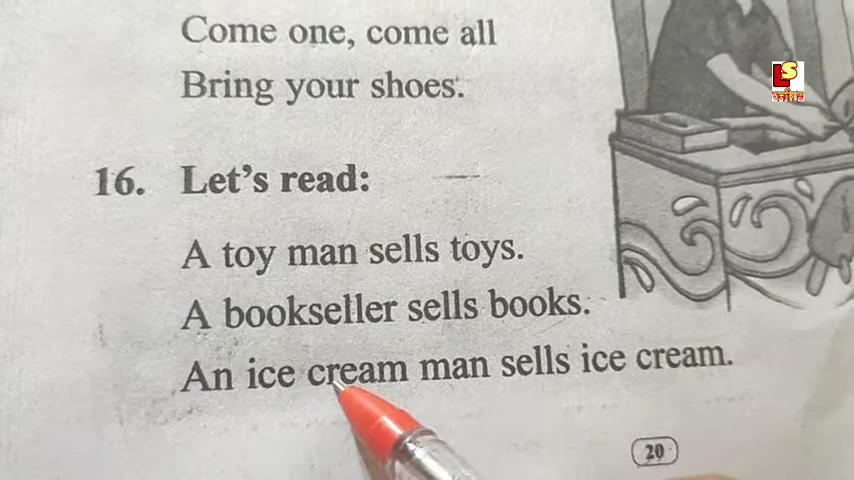 Come one, come all
Bring your shoes.
16. Let's read:
A toy man sells toys.
A bookseller sells books.
An ice cream man sells ice cream.
20
LS